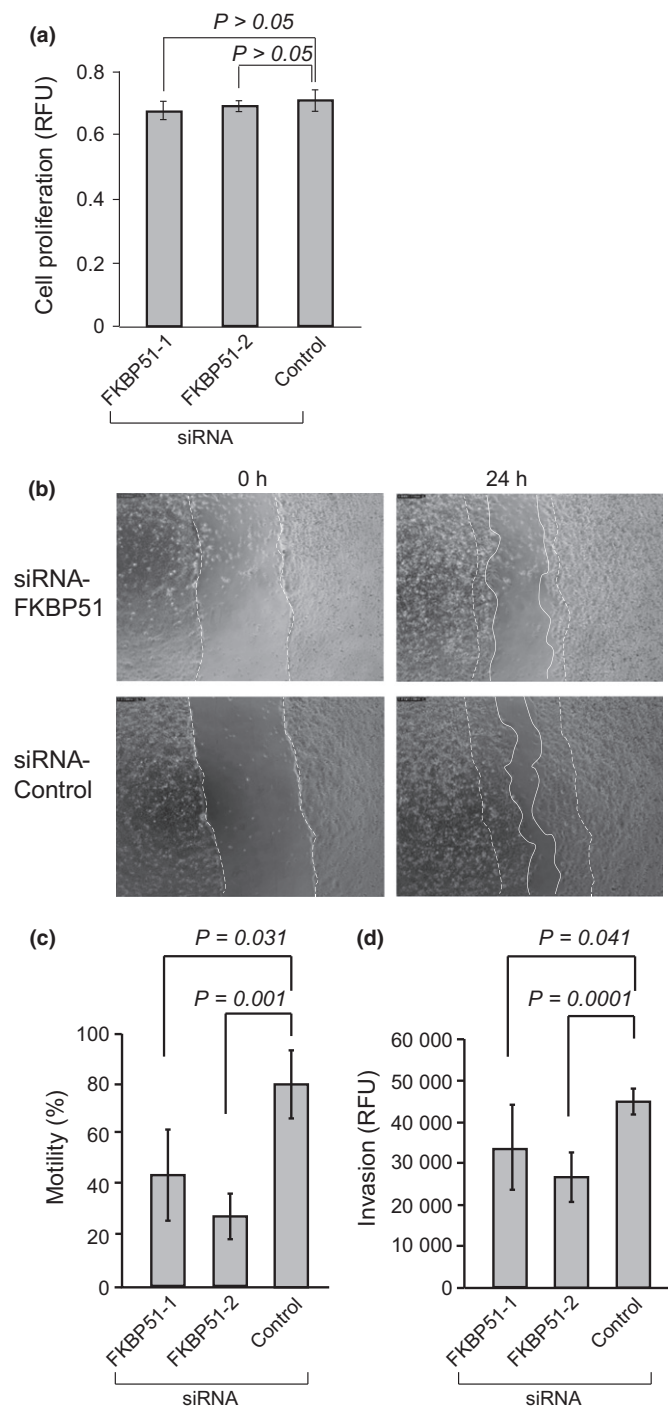 (a)
P > 0.05
P > 0.05
Cell proliferation (RFU)
0.8
0.6
0.4
0.2
0
FKBP51-1
FKBP51-2
Control
siRNA
(b)
0 h
24 h
siRNA-
FKBP51
siRNA-
Control
(c)
P = 0.031
P = 0.001
Motility (%)
100
80
60
40
20
0
FKBP51-1
FKBP51-2
Control
siRNA
(d)
P = 0.041
P = 0.0001
Invasion (RFU)
60 000
50 000
40 000
30 000
20 000
10 000
0
FKBP51-1
FKBP51-2
Control
siRNA